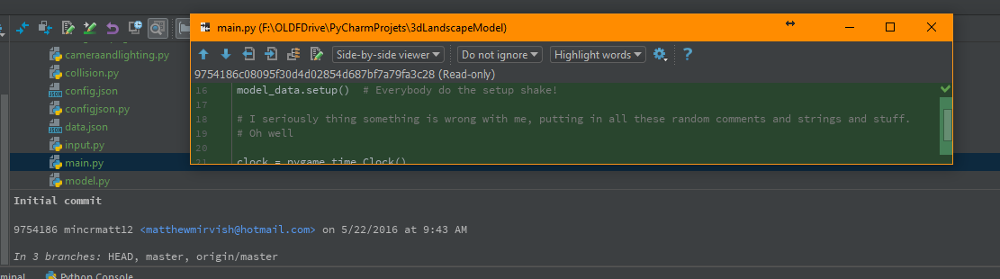 main.py (F:\OLDFDrive\PyCharmProjets\3dLandscapeModel)
Side-by-side viewer Do not ignore Highlight words ?
9754186c08095f30d4d02854d687bf7a79fa3c28 (Read-only)
16 model_data.setup() # Everybody do the setup shake!
17
18 # I seriously thing something is wrong with me, putting in all these random comments and strings and stuff.
19 # Oh well
20
21 clock = pygame.time.Clock()
cameraandlighting.py
collision.py
config.json
configjson.py
data.json
input.py
main.py
model.py
Initial commit
9754186 mincrmatt12 <matthewmirvish@hotmail.com> on 5/22/2016 at 9:43 AM
In 3 branches: HEAD, master, origin/master
minal Python Console